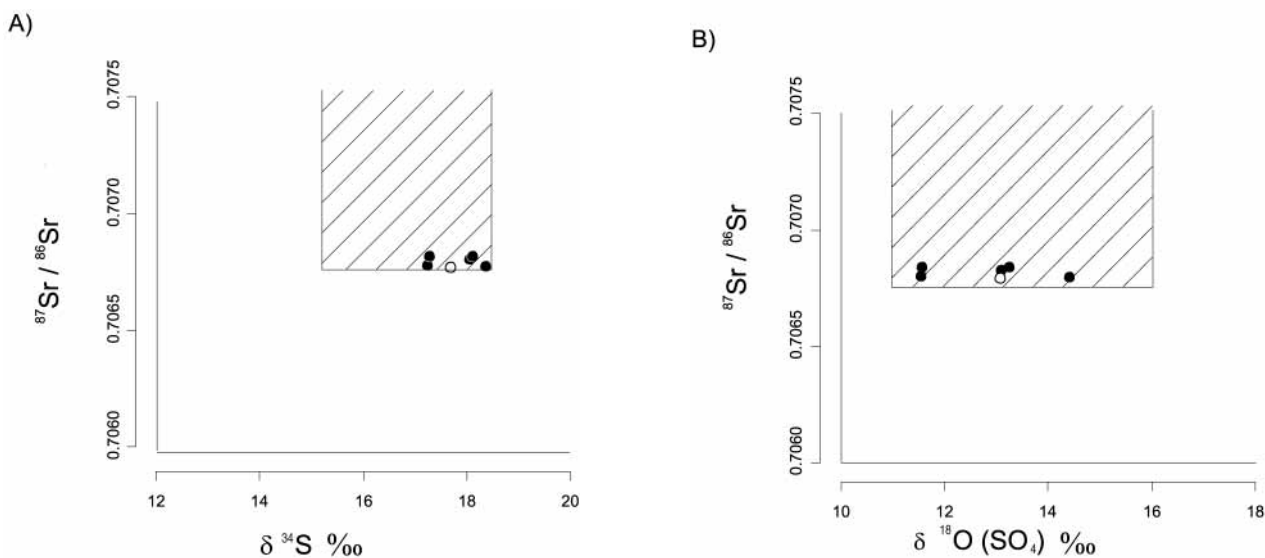 A)
0.7075
0.7070
0.7065
0.7060
⁸⁷Sr / ⁸⁶Sr
12 14 16 18 20
δ ³⁴S ‰
B)
0.7075
0.7070
0.7065
0.7060
⁸⁷Sr / ⁸⁶Sr
10 12 14 16 18
δ ¹⁸O (SO₄) ‰